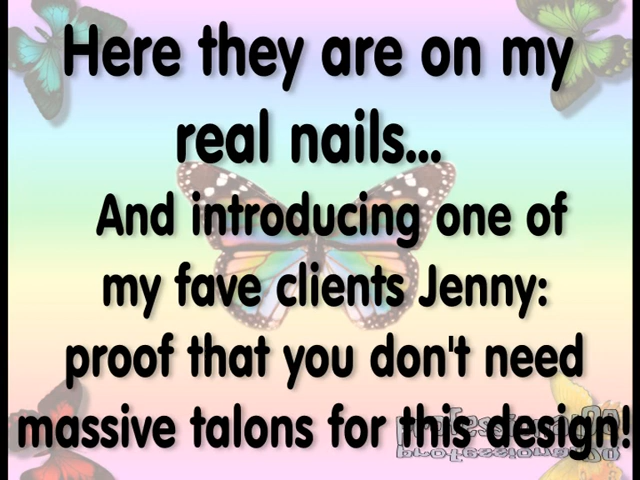 Here they are on my
real nails...
And introducing one of
my fave clients Jenny:
proof that you don't need
massive talons for this design!